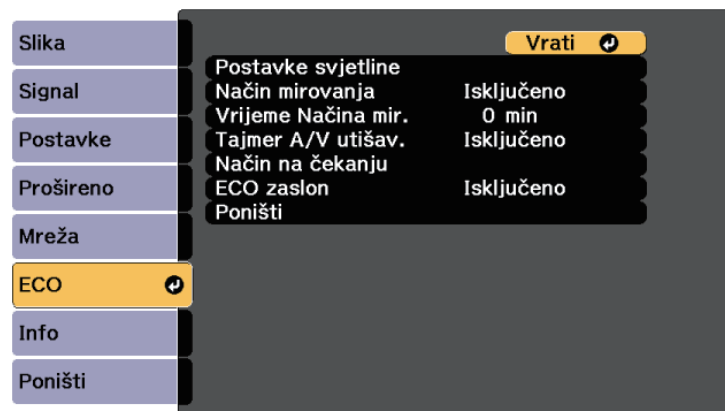 Slika
Signal
Postavke
Prošireno
Mreža
ECO
Info
Poništi
Vrati
Postavke svjetline
Način mirovanja Isključeno
Vrijeme Načina mir. 0 min
Tajmer A/V utišav. Isključeno
Način na čekanju
ECO zaslon Isključeno
Poništi